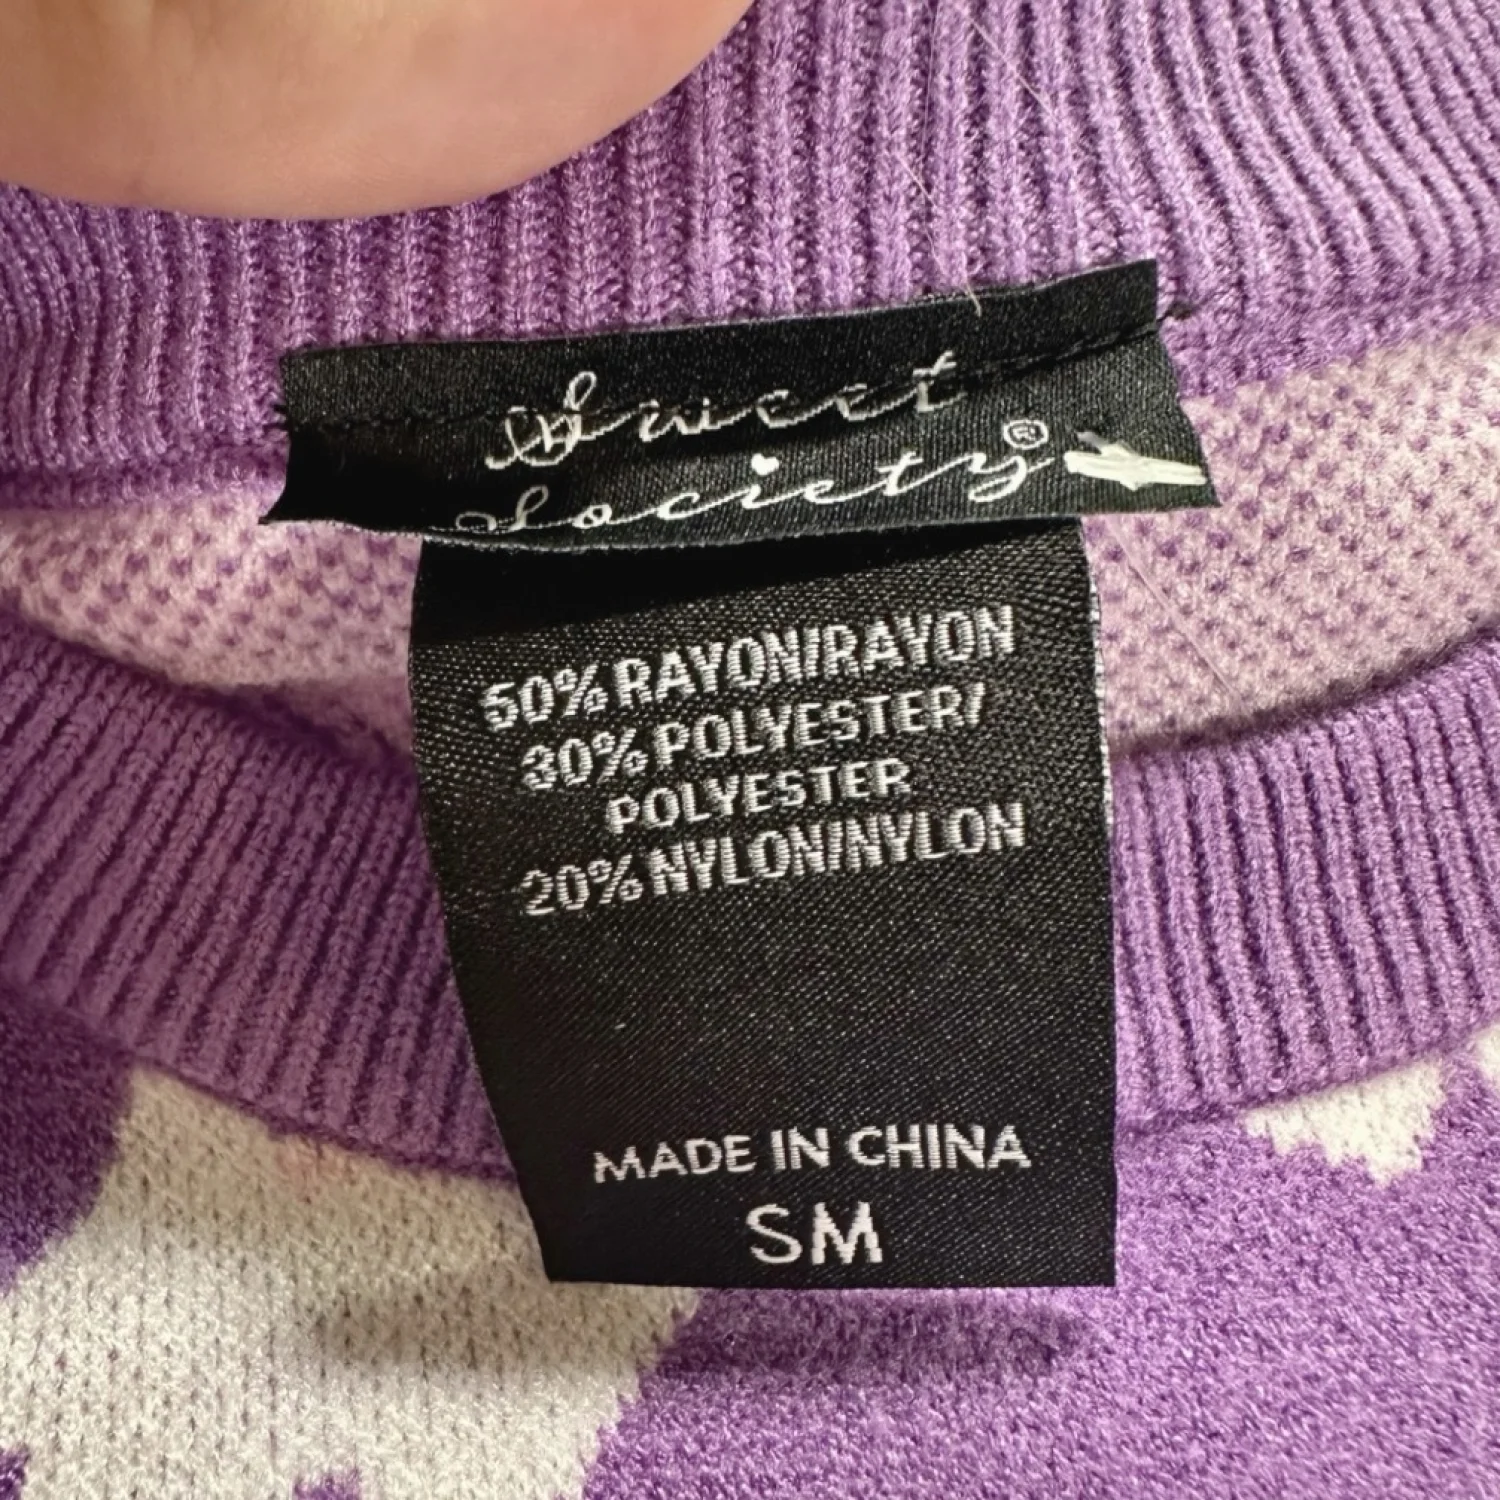 Sweet
Society®
50% RAYON/RAYON
30% POLYESTER/
POLYESTER
20% NYLON/NYLON
MADE IN CHINA
SM